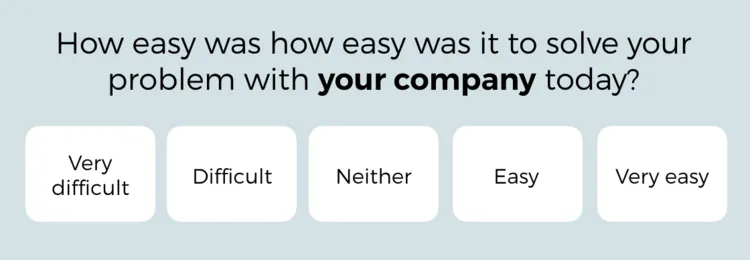 How easy was how easy was it to solve your
problem with your company today?
Very
difficult
Difficult
Neither
Easy
Very easy